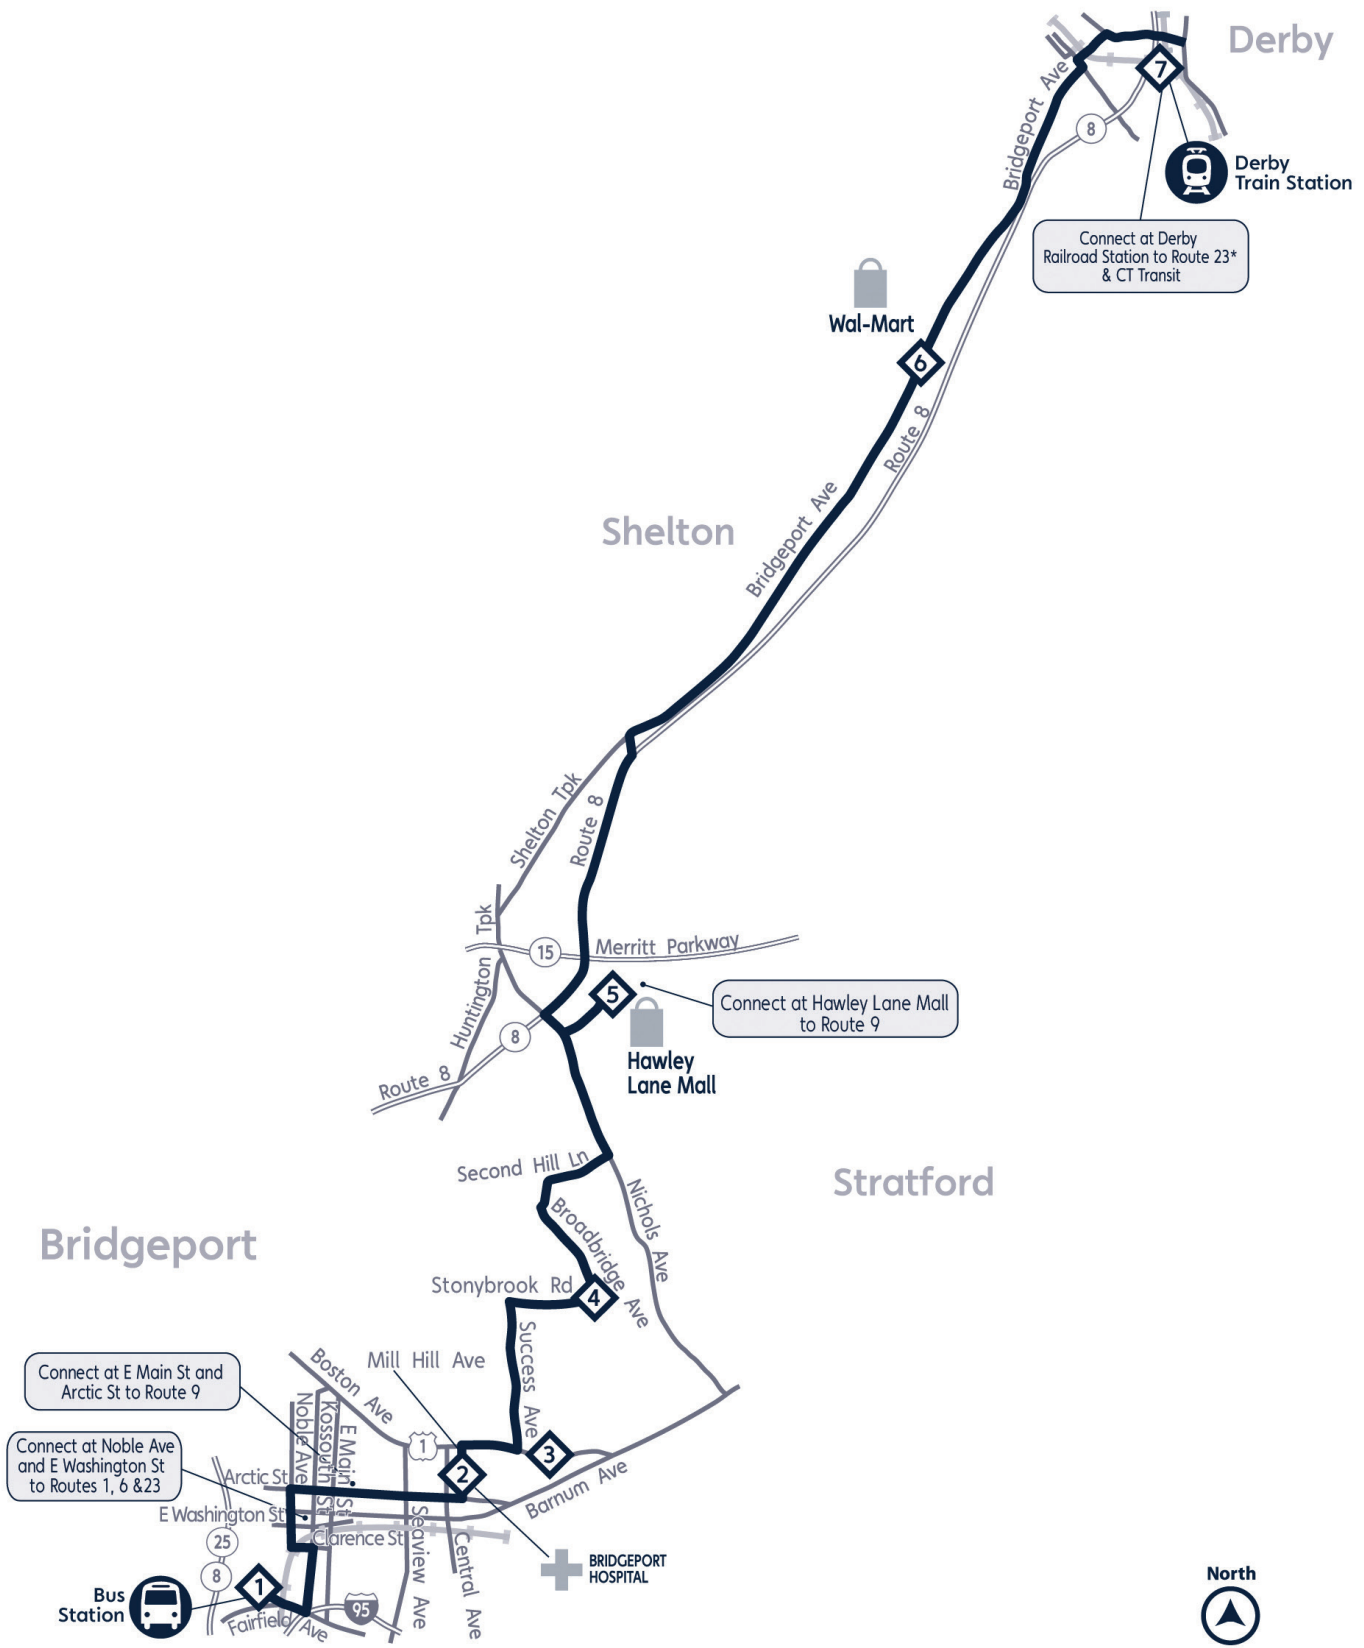 Derby
7
Bridgeport Ave
8
Derby
Train Station
Connect at Derby
Railroad Station to Route 23*
& CT Transit
Wal-Mart
6
Route 8
Bridgeport Ave
Shelton
Shelton Tpk
Route 8
Huntington Tpk
15
Merritt Parkway
5
Connect at Hawley Lane Mall
to Route 9
8
Hawley
Lane Mall
Route 8
Second Hill Ln
Stratford
Nichols Ave
Broadbridge Ave
Bridgeport
Stonybrook Rd
4
Success Ave
Mill Hill Ave
Boston Ave
Connect at E Main St and
Arctic St to Route 9
Noble Ave
Kossouth St
E Main St
1
3
2
Connect at Noble Ave
and E Washington St
to Routes 1, 6 &23
Arctic St
Barnum Ave
E Washington St
Clarence St
Seaview Ave
Central Ave
25
8
BRIDGEPORT
HOSPITAL
1
Bus
Station
95
Fairfield Ave
North